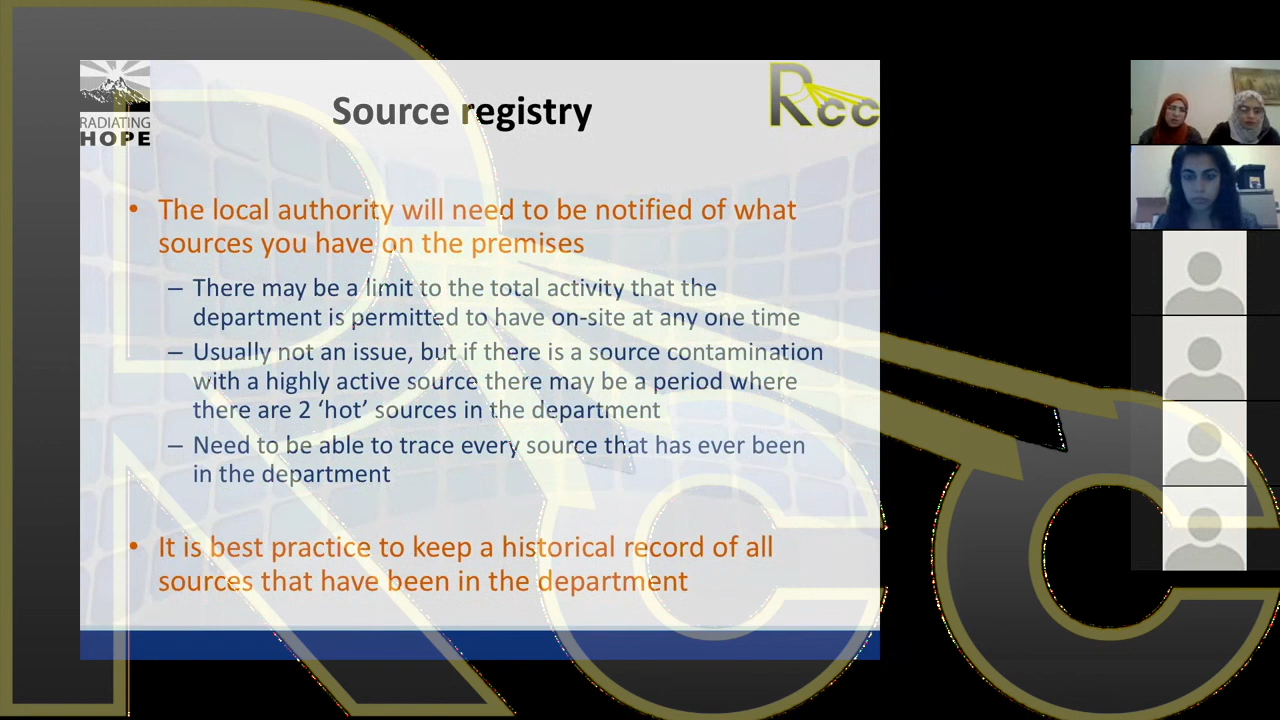 RADIATING
HOPE
Source registry
Rcc
• The local authority will need to be notified of what
sources you have on the premises
– There may be a limit to the total activity that the
department is permitted to have on-site at any one time
– Usually not an issue, but if there is a source contamination
with a highly active source there may be a period where
there are 2 ‘hot’ sources in the department
– Need to be able to trace every source that has ever been
in the department
• It is best practice to keep a historical record of all
sources that have been in the department
Rcc